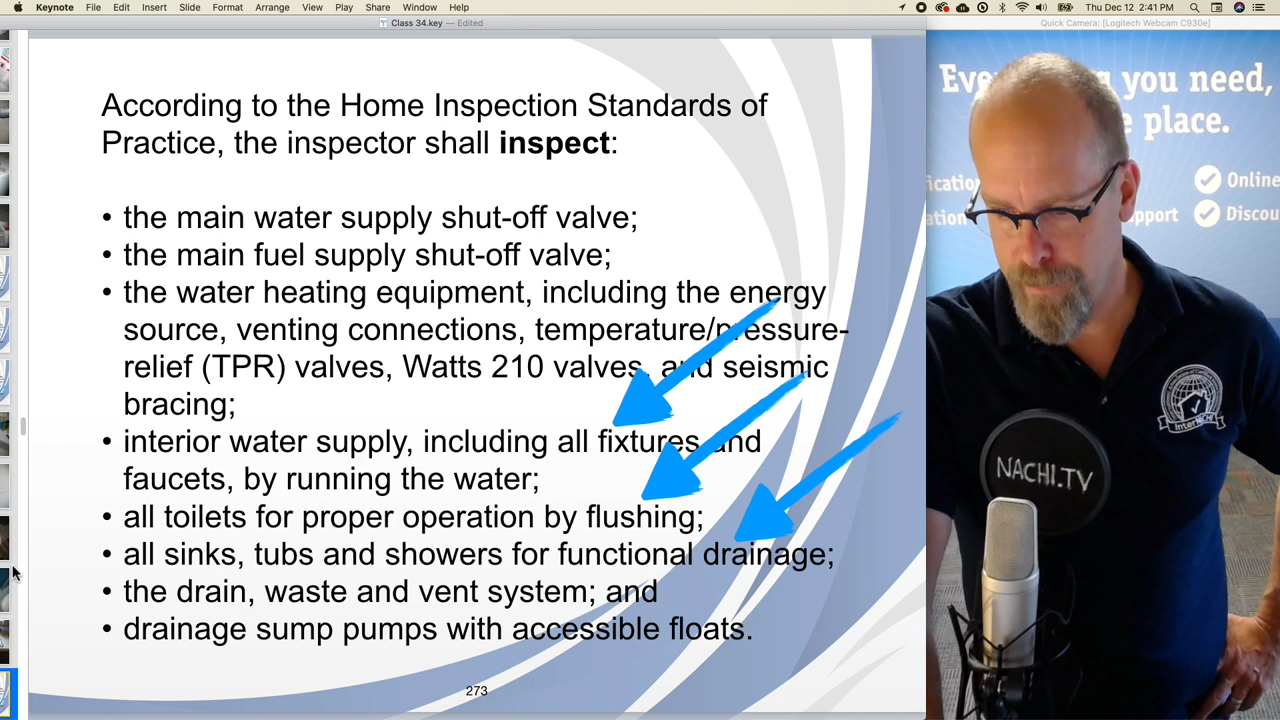 Keynote File Edit Insert Slide Format Arrange View Play Share Window Help Thu Dec 12 2:41 PM
Class 34.key — Edited
Quick Camera: [Logitech Webcam C930e]
According to the Home Inspection Standards of
Practice, the inspector shall inspect:
• the main water supply shut-off valve;
• the main fuel supply shut-off valve;
• the water heating equipment, including the energy
source, venting connections, temperature/pressure-
relief (TPR) valves, Watts 210 valves, and seismic
bracing;
• interior water supply, including all fixtures and
faucets, by running the water;
• all toilets for proper operation by flushing;
• all sinks, tubs and showers for functional drainage;
• the drain, waste and vent system; and
• drainage sump pumps with accessible floats.
273
you need,
place.
Online
NACHI.TV
InterNACHI